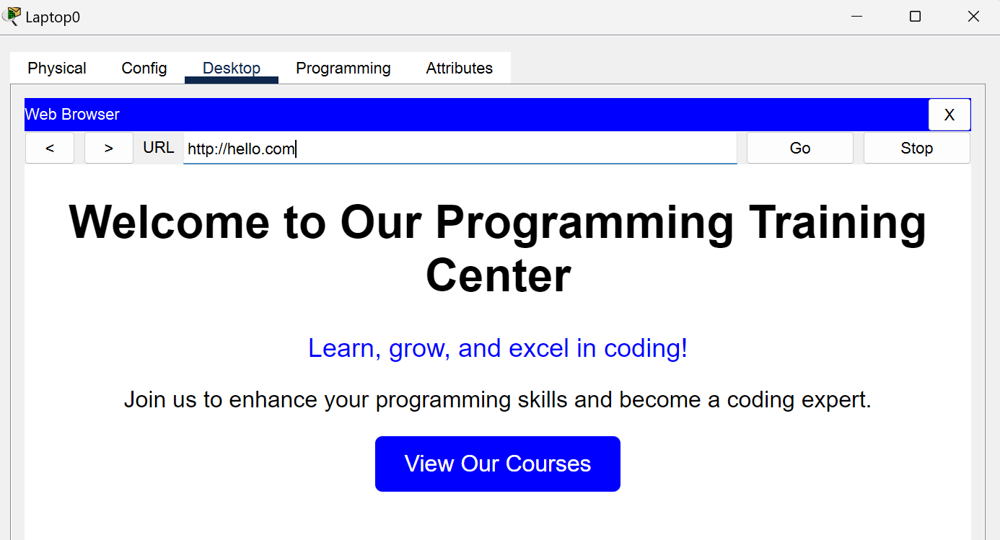 Laptop0
Physical Config Desktop Programming Attributes
Web Browser X
< > URL http://hello.com Go Stop
Welcome to Our Programming Training
Center
Learn, grow, and excel in coding!
Join us to enhance your programming skills and become a coding expert.
View Our Courses